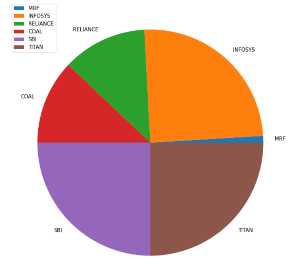 MRF
INFOSYS
RELIANCE
COAL
SBI
TITAN
INFOSYS
RELIANCE
COAL
MRF
SBI
TITAN